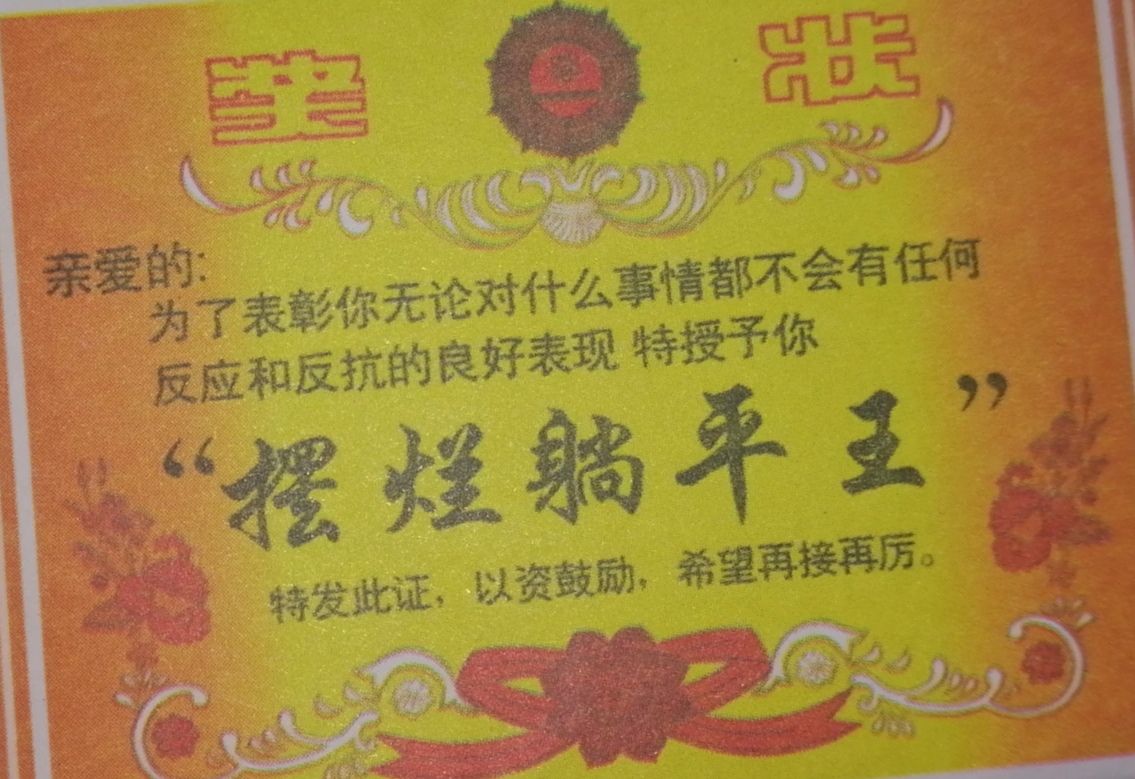 奖 状
亲爱的:
为了表彰你无论对什么事情都不会有任何
反应和反抗的良好表现 特授予你
“摆烂躺平王”
特发此证，以资鼓励，希望再接再厉。